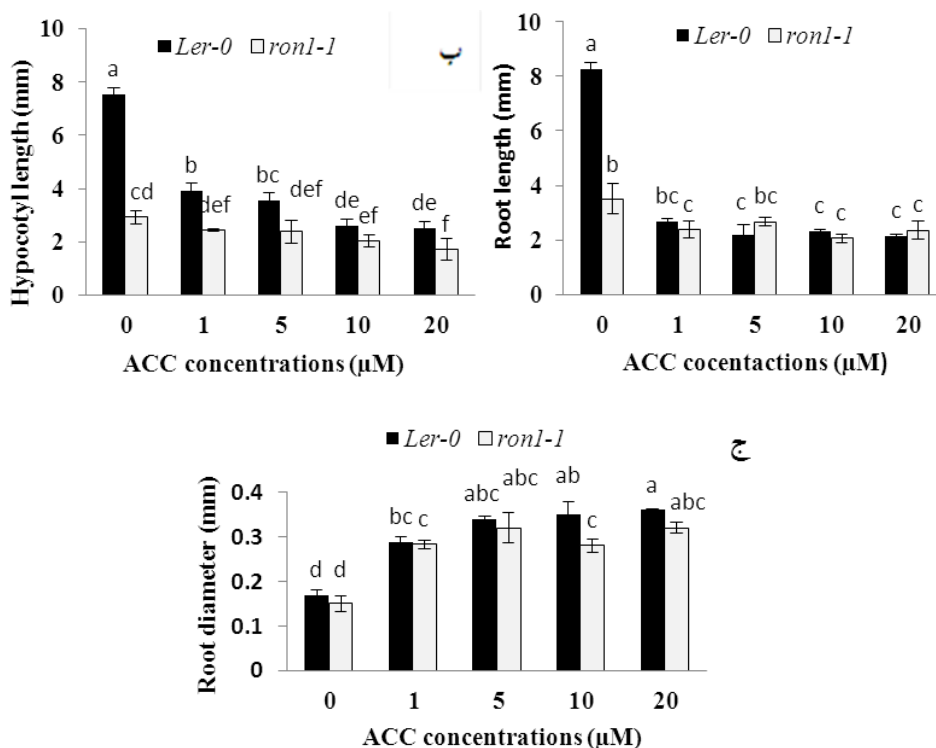 Ler-0 ron1-1
ب
Hypocotyl length (mm)
10
8
6
4
2
0
a
cd
b
def
bc
def
de
ef
de
f
0 1 5 10 20
ACC concentrations (µM)
Ler-0 ron1-1
Root length (mm)
10
8
6
4
2
0
a
b
bc
c
c
bc
c
c
c
c
0 1 5 10 20
ACC cocentactions (µM)
Ler-0 ron1-1
ج
Root diameter (mm)
0.4
0.3
0.2
0.1
0
d
d
bc
c
abc
abc
ab
c
a
abc
0 1 5 10 20
ACC concentrations (µM)